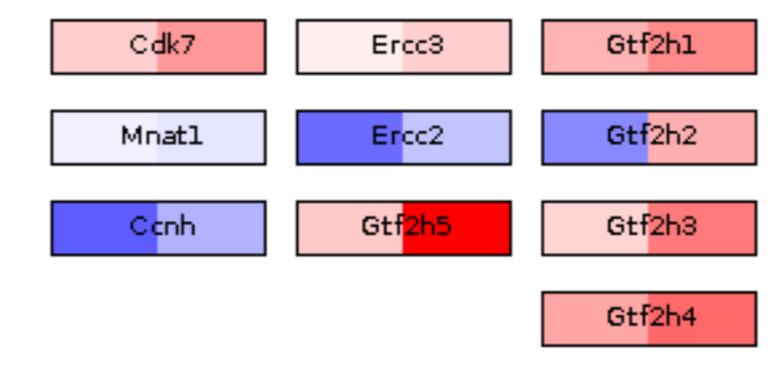 Cdk7 Ercc3 Gtf2h1
Mnat1 Ercc2 Gtf2h2
Ccnh Gtf2h5 Gtf2h3
Gtf2h4